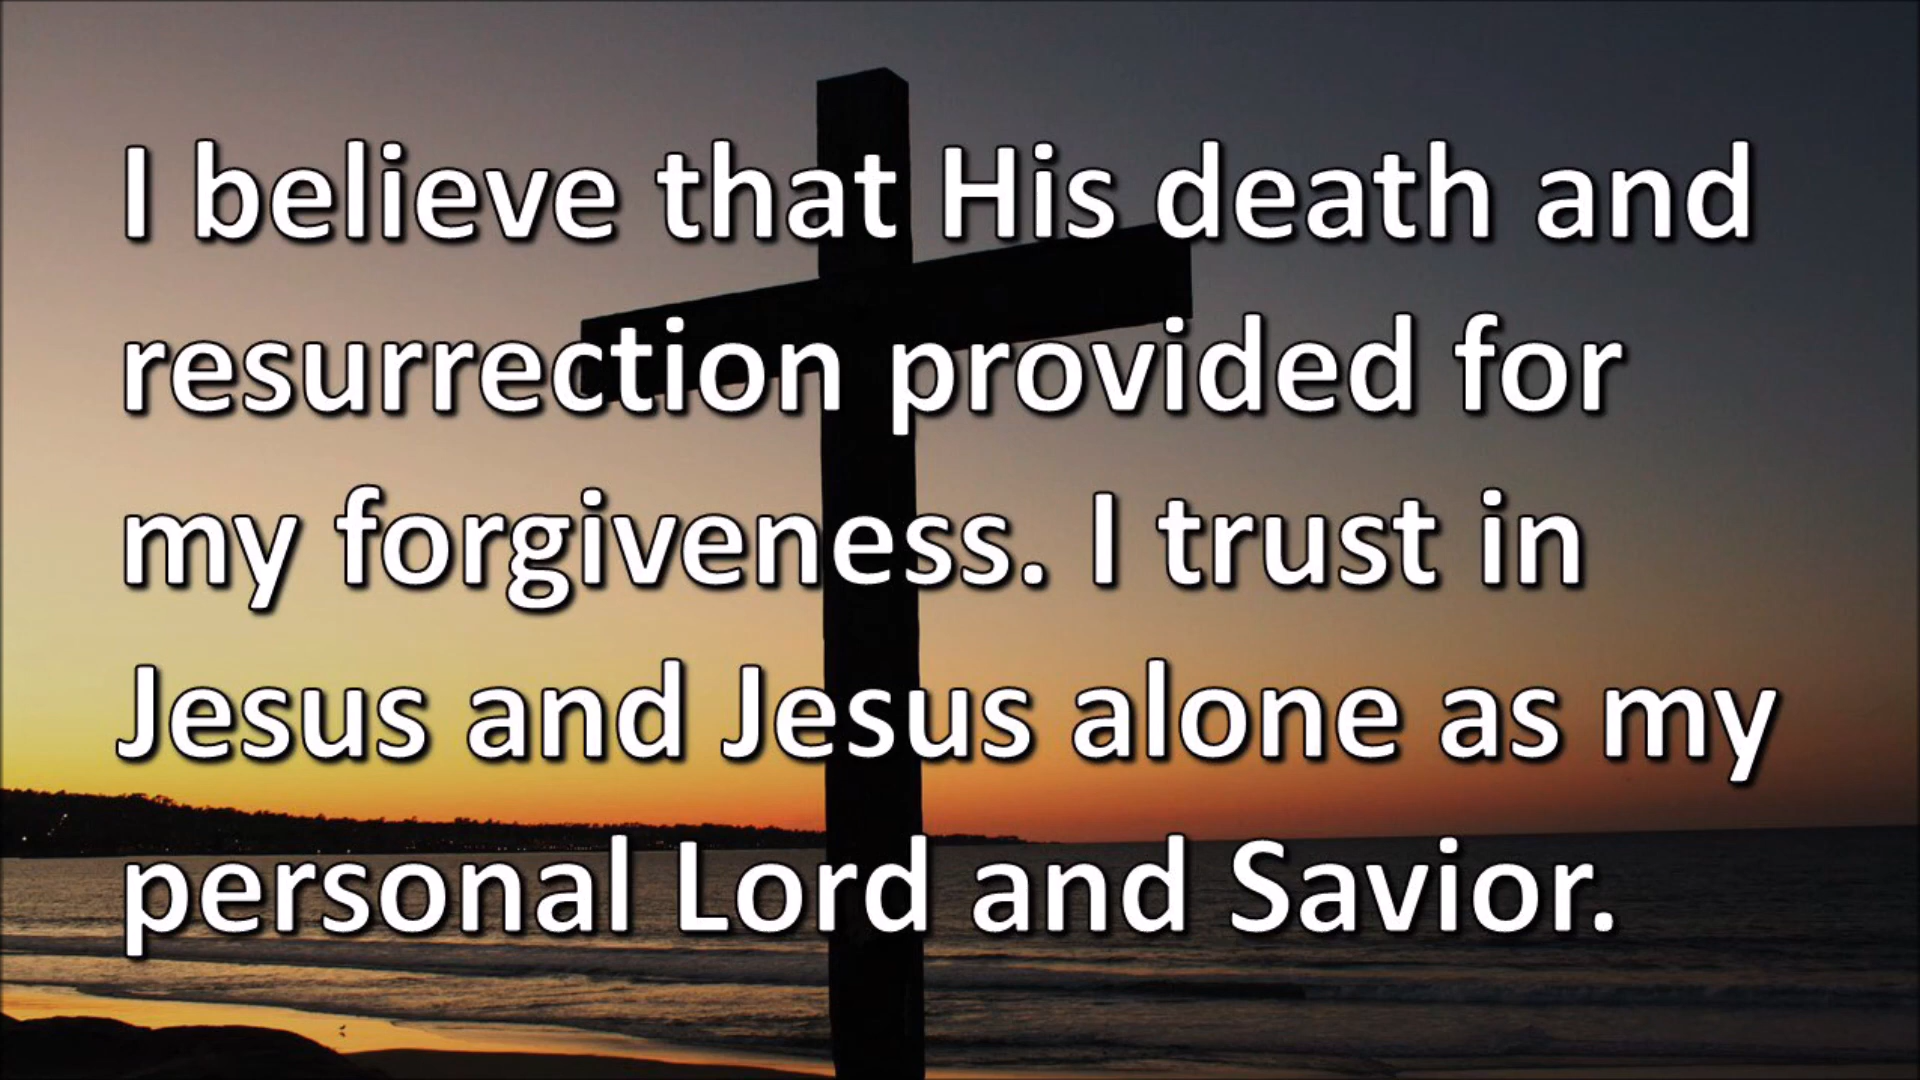 I believe that His death and
resurrection provided for
my forgiveness. I trust in
Jesus and Jesus alone as my
personal Lord and Savior.